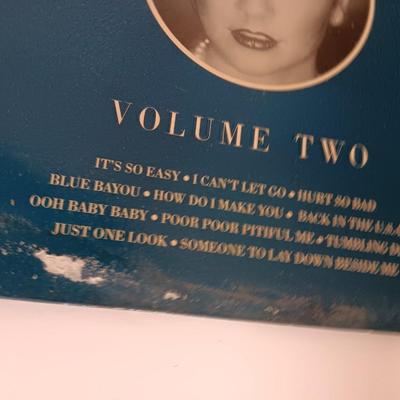 VOLUME TWO
IT'S SO EASY • I CAN'T LET GO • HURT SO BAD
BLUE BAYOU • HOW DO I MAKE YOU • BACK IN THE U.S.A.
OOH BABY BABY • POOR POOR PITIFUL ME • TUMBLING
JUST ONE LOOK • SOMEONE TO LAY DOWN BESIDE ME